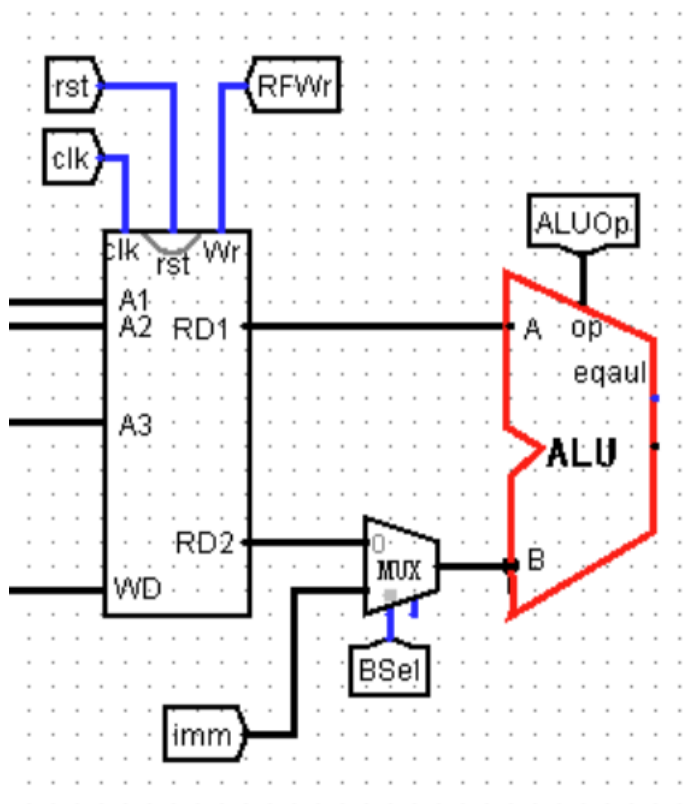 rst
RFWr
clk
ALUOp
clk
rst
Wr
A1
A2
RD1
A
op
eqaul
A3
ALU
RD2
0
MUX
B
WD
BSel
imm